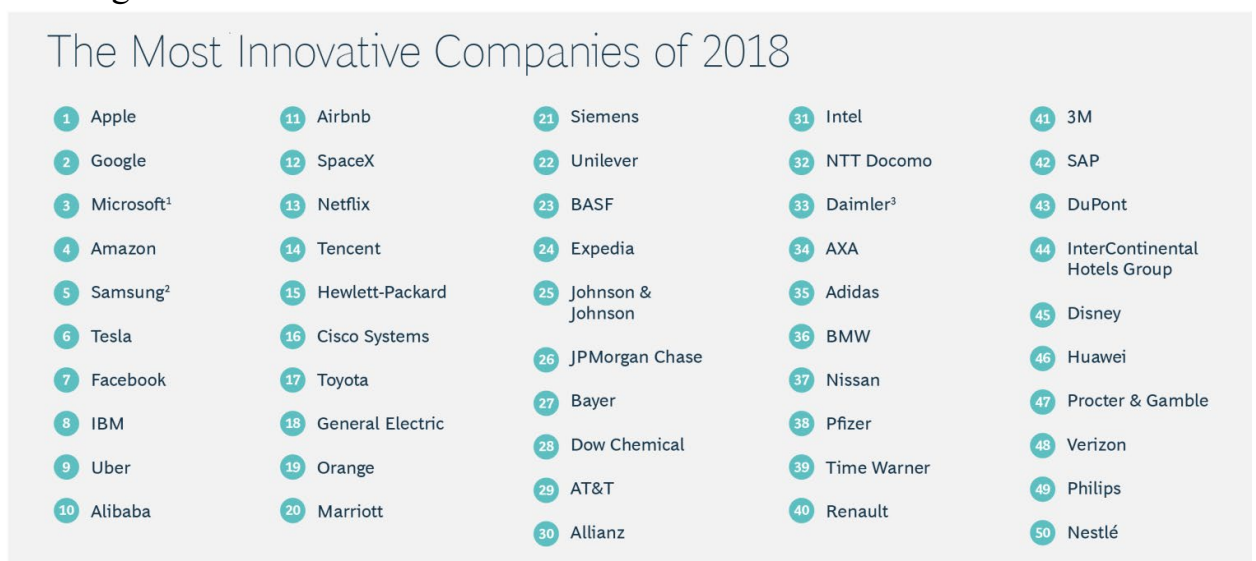 The Most Innovative Companies of 2018
1 Apple
2 Google
3 Microsoft¹
4 Amazon
5 Samsung²
6 Tesla
7 Facebook
8 IBM
9 Uber
10 Alibaba
11 Airbnb
12 SpaceX
13 Netflix
14 Tencent
15 Hewlett-Packard
16 Cisco Systems
17 Toyota
18 General Electric
19 Orange
20 Marriott
21 Siemens
22 Unilever
23 BASF
24 Expedia
25 Johnson &
Johnson
26 JPMorgan Chase
27 Bayer
28 Dow Chemical
29 AT&T
30 Allianz
31 Intel
32 NTT Docomo
33 Daimler³
34 AXA
35 Adidas
36 BMW
37 Nissan
38 Pfizer
39 Time Warner
40 Renault
41 3M
42 SAP
43 DuPont
44 InterContinental
Hotels Group
45 Disney
46 Huawei
47 Procter & Gamble
48 Verizon
49 Philips
50 Nestlé